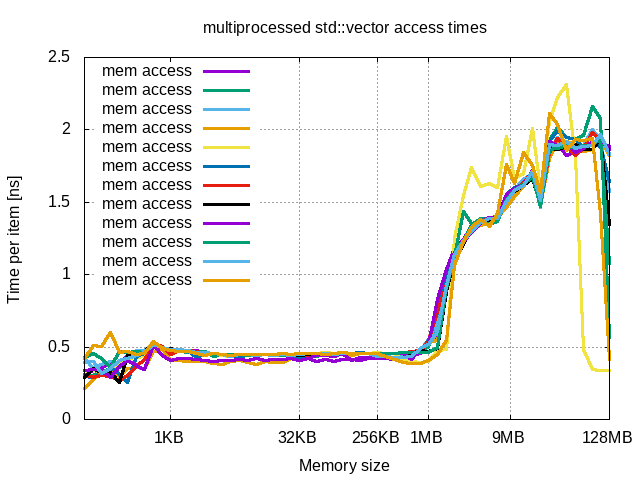 multiprocessed std::vector access times
2.5
2
1.5
1
0.5
0
Time per item [ns]
mem access
mem access
mem access
mem access
mem access
mem access
mem access
mem access
mem access
mem access
mem access
mem access
1KB 32KB 256KB 1MB 9MB 128MB
Memory size